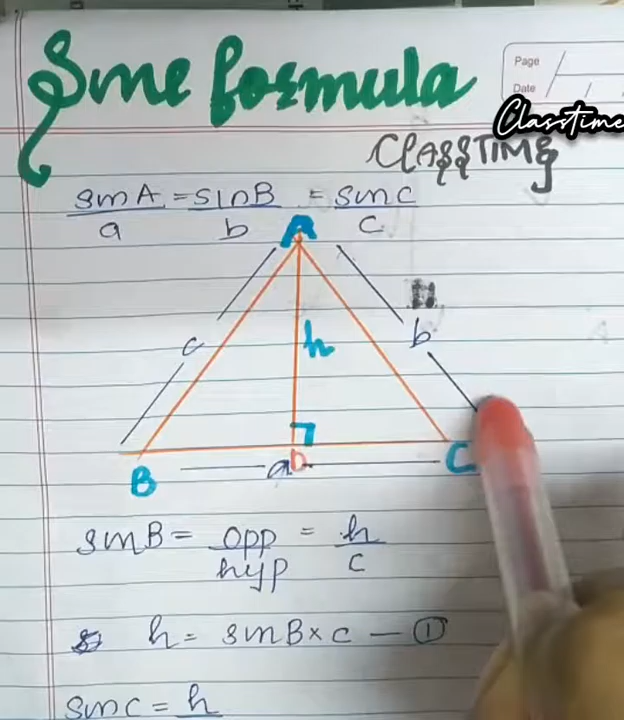 Sine formula
Page
Date
Classtime
CLASSTIME
sinA = sinB = sinC
a b c
A
c h b
B a D C
sinB = opp = h
hyp c
h = sinB × c — ①
sinC = h